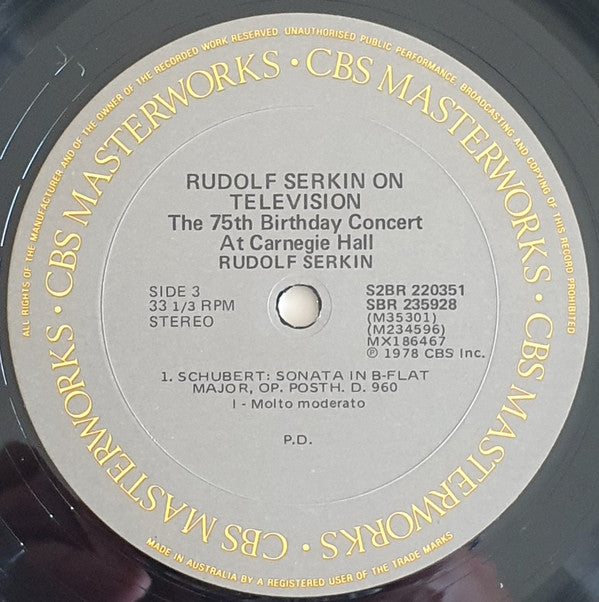 ALL RIGHTS OF THE MANUFACTURER AND OF THE OWNER OF THE RECORDED WORK RESERVED UNAUTHORISED PUBLIC PERFORMANCE, BROADCASTING AND COPYING OF THIS RECORD PROHIBITED
CBS MASTERWORKS · CBS MASTERWORKS · CBS MASTERWORKS · CBS MASTERWORKS ·
RUDOLF SERKIN ON
TELEVISION
The 75th Birthday Concert
At Carnegie Hall
RUDOLF SERKIN
SIDE 3
33 1/3 RPM
STEREO
S2BR 220351
SBR 235928
(M35301)
(M234596)
MX186467
℗ 1978 CBS Inc.
1. SCHUBERT: SONATA IN B-FLAT
MAJOR, OP. POSTH. D. 960
I - Molto moderato
P.D.
MADE IN AUSTRALIA BY A REGISTERED USER OF THE TRADE MARKS